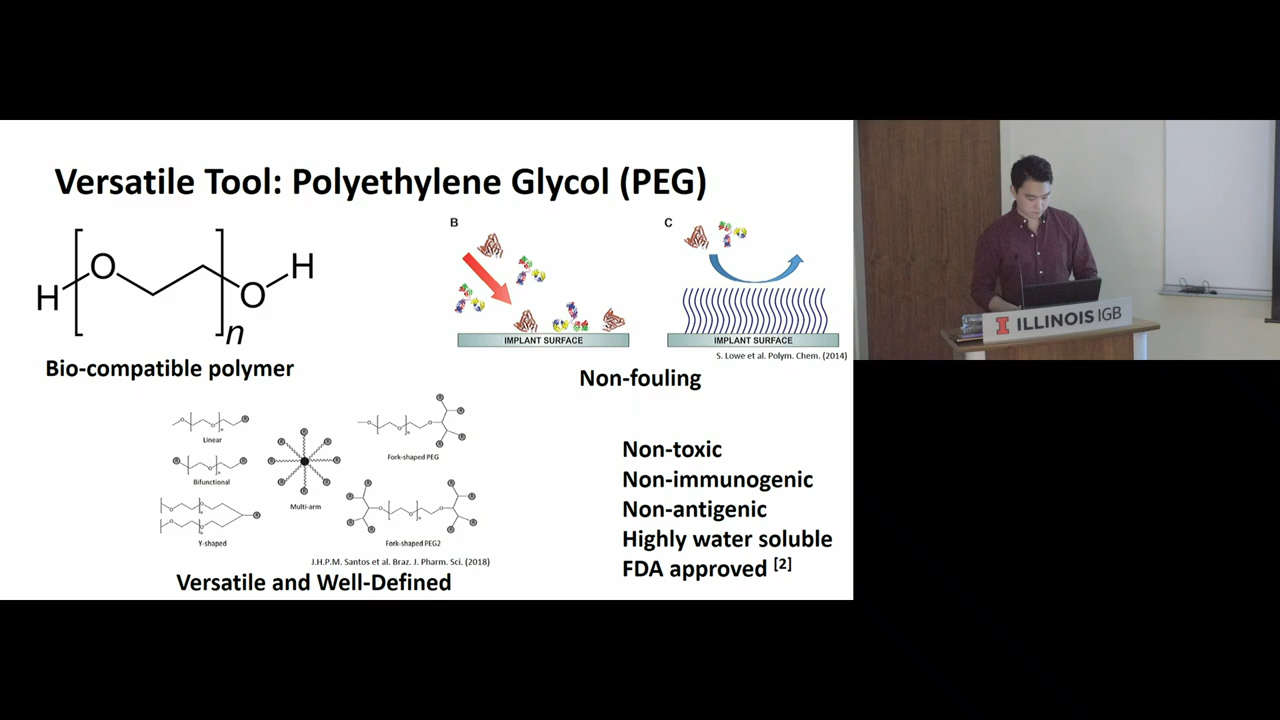 Versatile Tool: Polyethylene Glycol (PEG)
H
O
O
H
n
Bio-compatible polymer
B
IMPLANT SURFACE
C
IMPLANT SURFACE
S. Lowe et al. Polym. Chem. (2014)
Non-fouling
Linear
Bifunctional
Y-shaped
Multi-arm
Fork-shaped PEG
Fork-shaped PEG2
J.H.P.M. Santos et al. Braz. J. Pharm. Sci. (2018)
Versatile and Well-Defined
Non-toxic
Non-immunogenic
Non-antigenic
Highly water soluble
FDA approved [2]
I ILLINOIS IGB